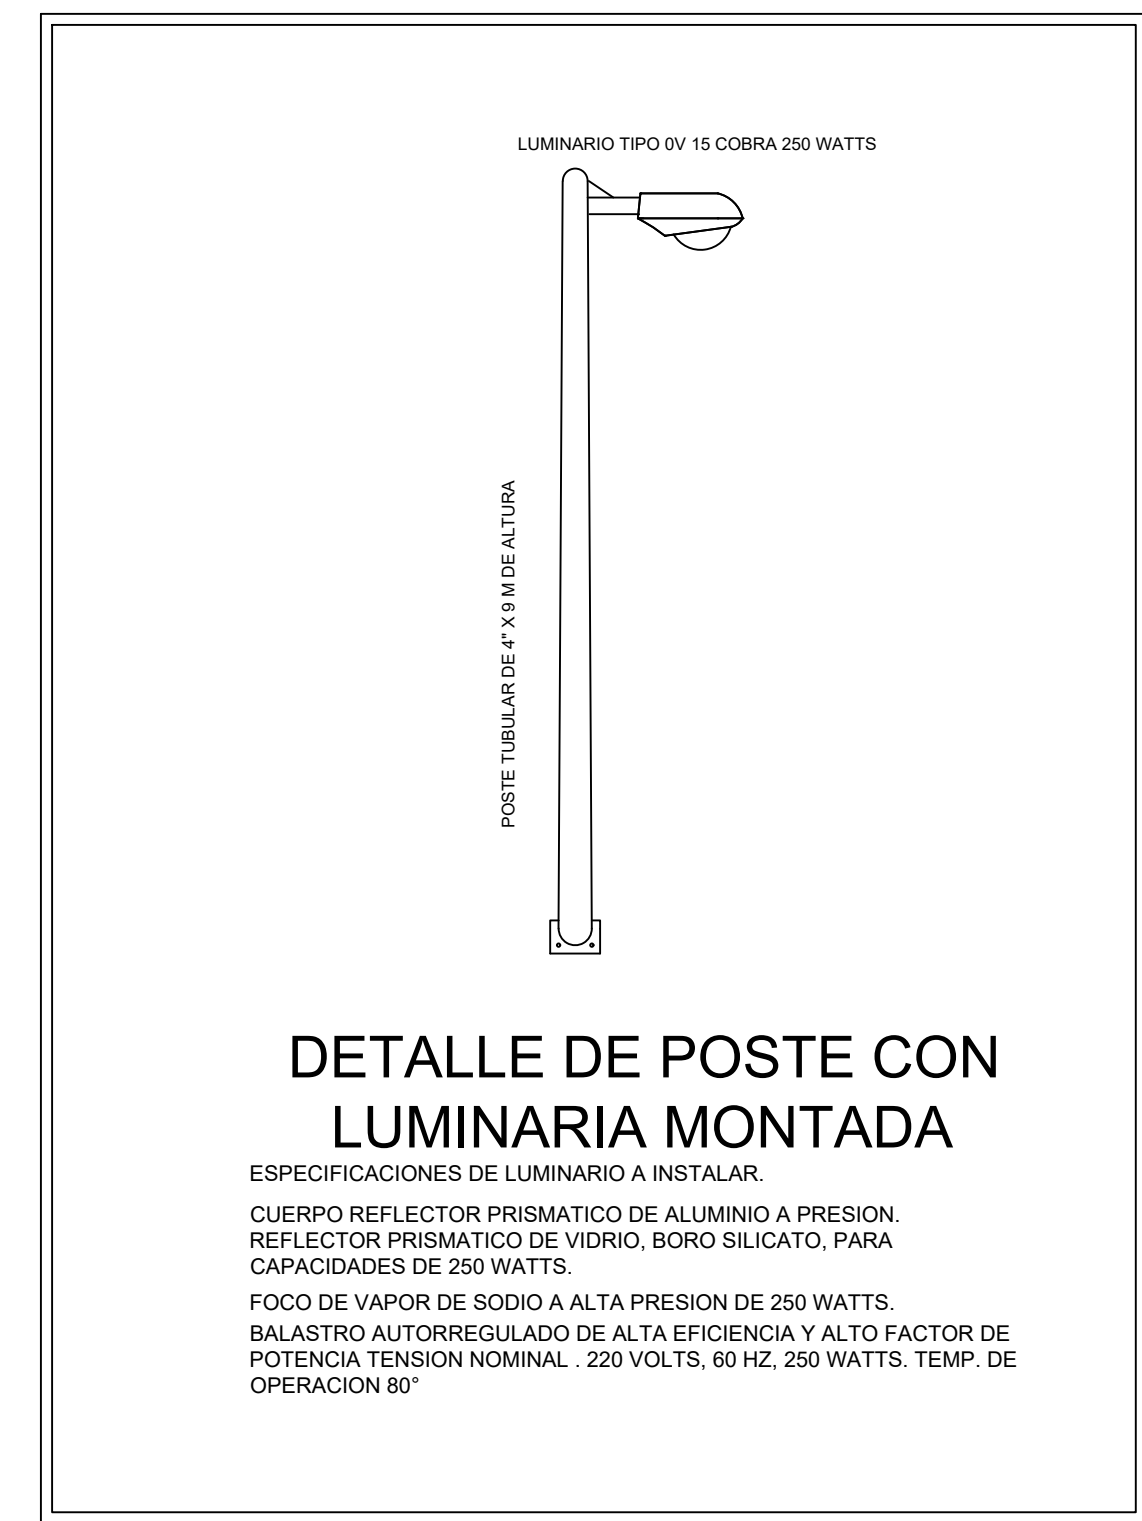 LUMINARIO TIPO 0V 15 COBRA 250 WATTS
POSTE TUBULAR DE 4" X 9 M DE ALTURA
DETALLE DE POSTE CON
LUMINARIA MONTADA
ESPECIFICACIONES DE LUMINARIO A INSTALAR.
CUERPO REFLECTOR PRISMATICO DE ALUMINIO A PRESION.
REFLECTOR PRISMATICO DE VIDRIO, BORO SILICATO, PARA
CAPACIDADES DE 250 WATTS.
FOCO DE VAPOR DE SODIO A ALTA PRESION DE 250 WATTS.
BALASTRO AUTORREGULADO DE ALTA EFICIENCIA Y ALTO FACTOR DE
POTENCIA TENSION NOMINAL . 220 VOLTS, 60 HZ, 250 WATTS. TEMP. DE
OPERACION 80°